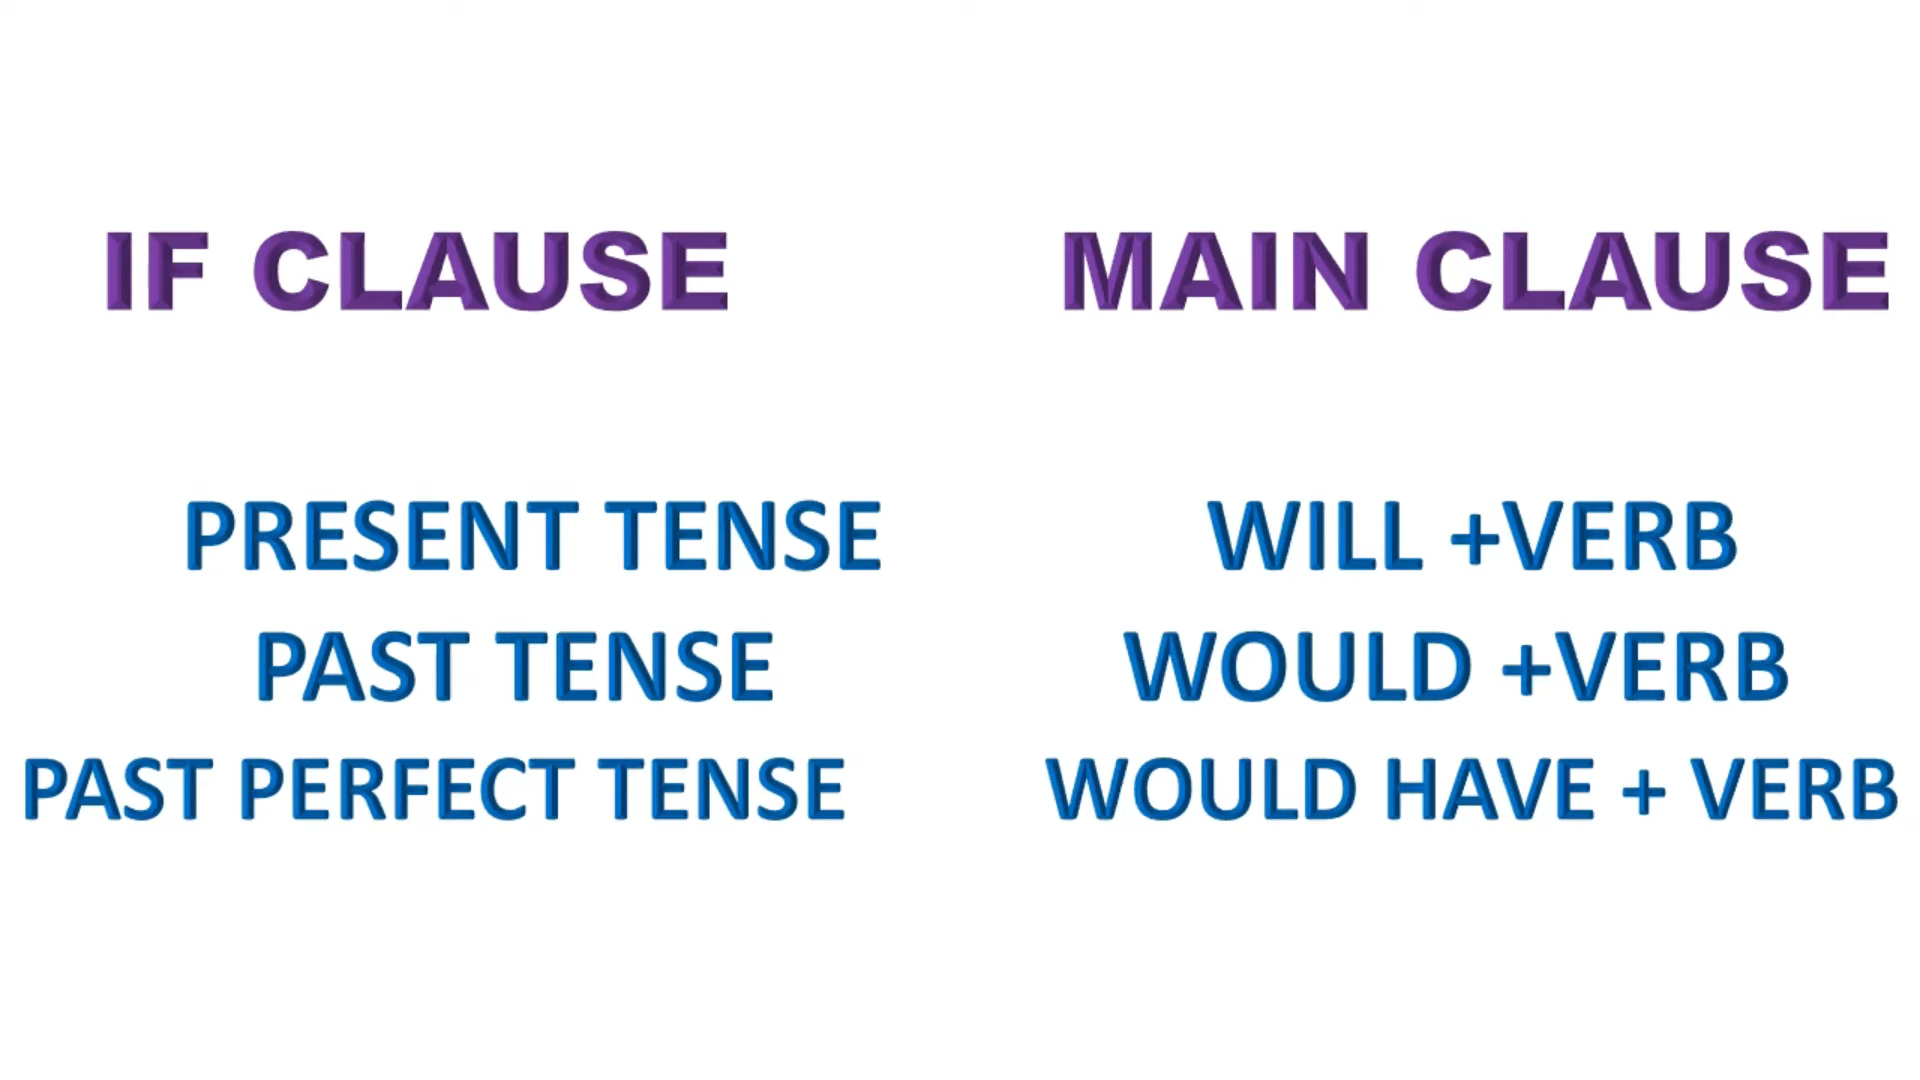 IF CLAUSE MAIN CLAUSE
PRESENT TENSE WILL +VERB
PAST TENSE WOULD +VERB
PAST PERFECT TENSE WOULD HAVE + VERB